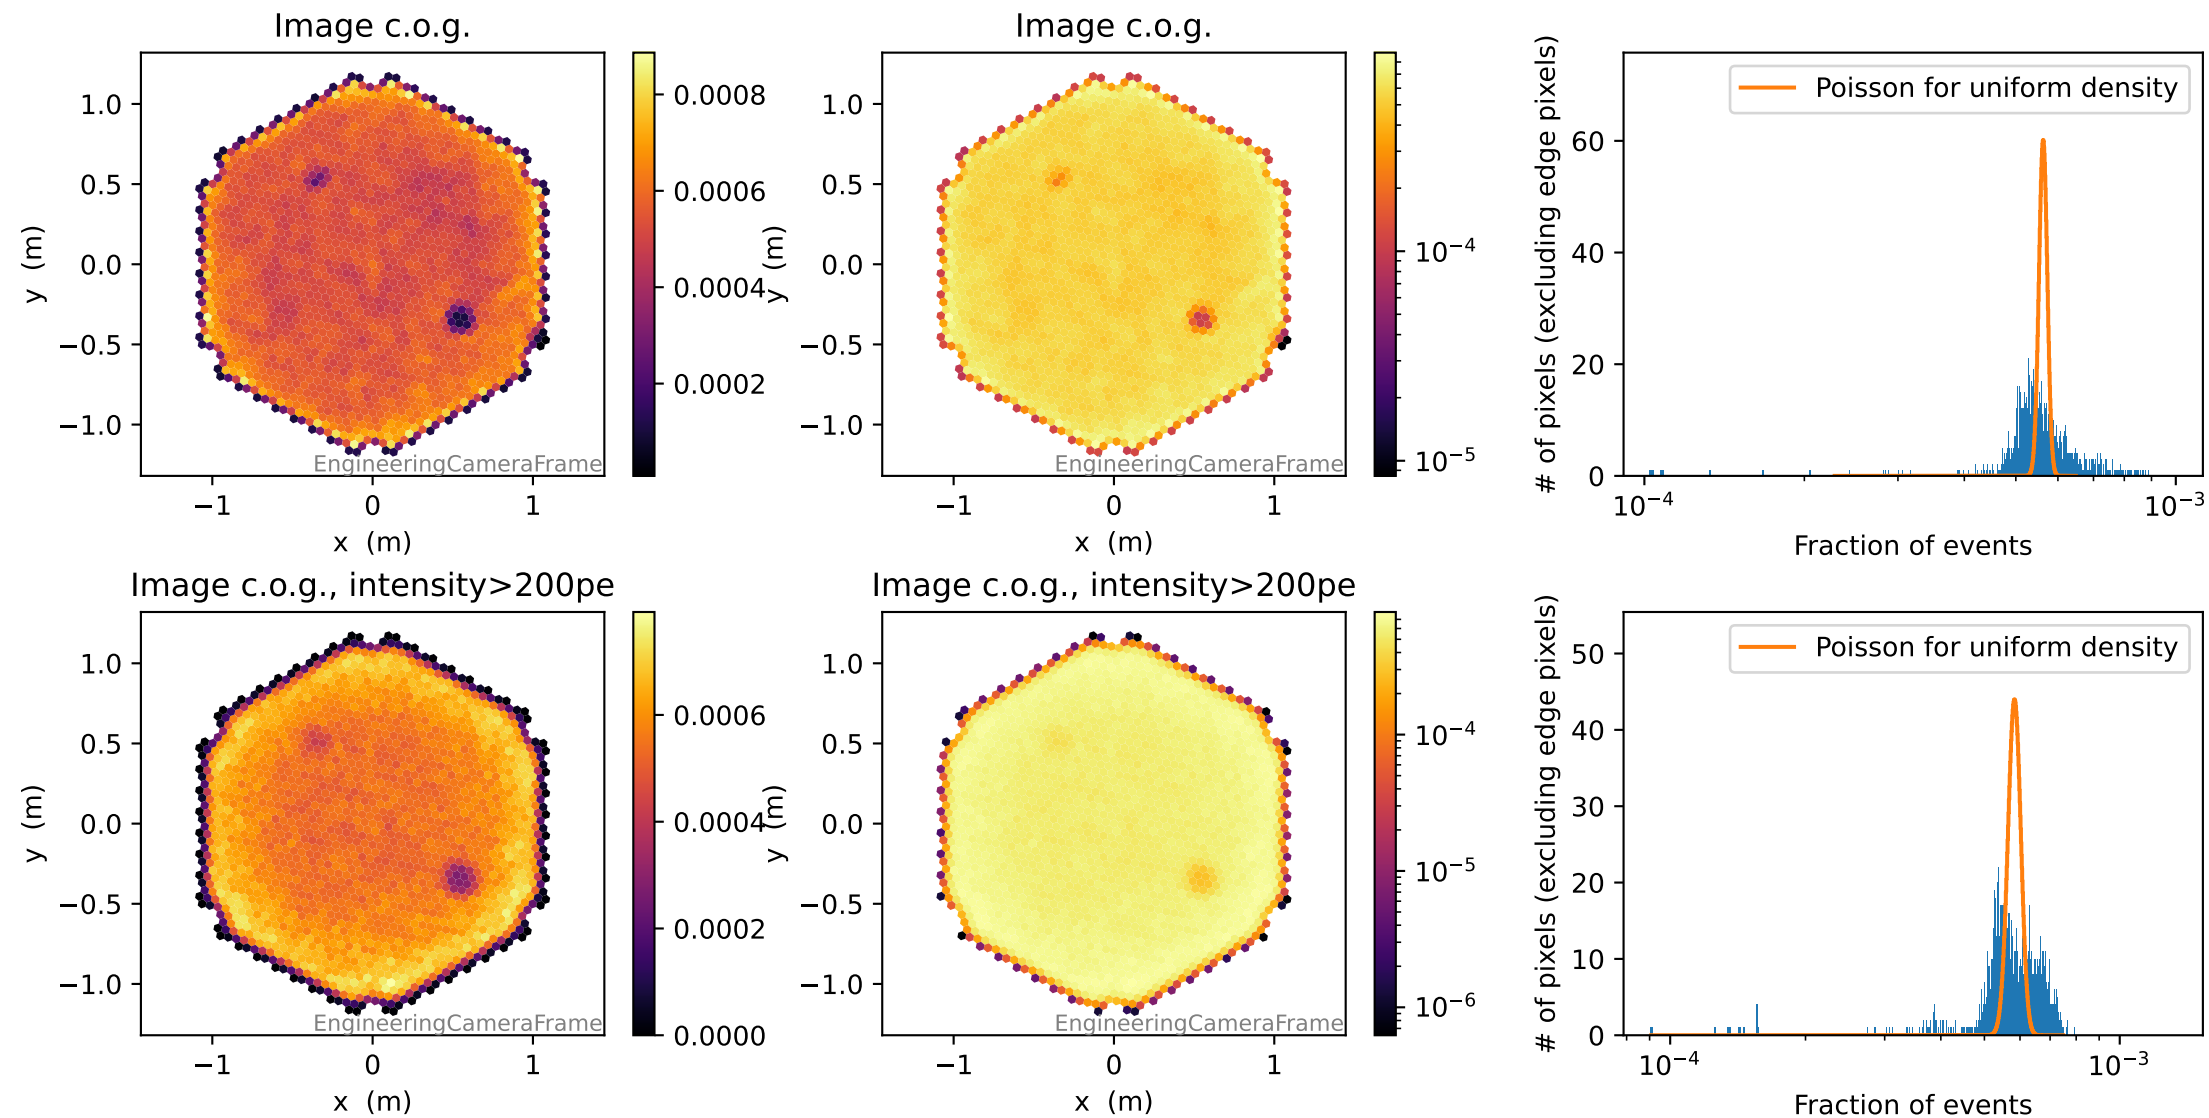 Image c.o.g.
1.0
0.5
0.0
−0.5
−1.0
y (m)
−1
0
1
x (m)
EngineeringCameraFrame
0.0008
0.0006
0.0004
0.0002
Image c.o.g.
1.0
0.5
0.0
−0.5
−1.0
y (m)
−1
0
1
x (m)
EngineeringCameraFrame
10⁻⁴
10⁻⁵
# of pixels (excluding edge pixels)
60
40
20
0
Poisson for uniform density
10⁻⁴
10⁻³
Fraction of events
Image c.o.g., intensity>200pe
1.0
0.5
0.0
−0.5
−1.0
y (m)
−1
0
1
x (m)
EngineeringCameraFrame
0.0006
0.0004
0.0002
0.0000
Image c.o.g., intensity>200pe
1.0
0.5
0.0
−0.5
−1.0
y (m)
−1
0
1
x (m)
EngineeringCameraFrame
10⁻⁴
10⁻⁵
10⁻⁶
# of pixels (excluding edge pixels)
50
40
30
20
10
0
Poisson for uniform density
10⁻⁴
10⁻³
Fraction of events